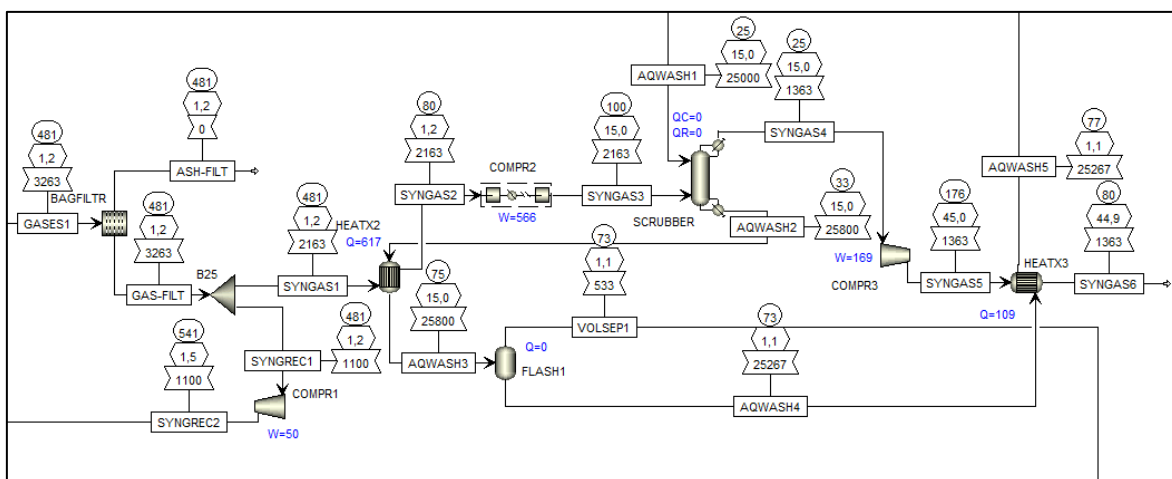 25
15,0
25000
AQWASH1
25
15,0
1363
SYNGAS4
481
1,2
0
ASH-FILT
481
1,2
3263
GASES1
BAGFILTR
481
1,2
3263
GAS-FILT
B25
481
1,2
2163
SYNGAS1
HEATX2
Q=617
80
1,2
2163
SYNGAS2
COMPR2
W=566
100
15,0
2163
SYNGAS3
QC=0
QR=0
SCRUBBER
33
15,0
25800
AQWASH2
W=169
COMPR3
176
45,0
1363
SYNGAS5
77
1,1
25267
AQWASH5
HEATX3
Q=109
80
44,9
1363
SYNGAS6
75
15,0
25800
AQWASH3
73
1,1
533
VOLSEP1
Q=0
FLASH1
73
1,1
25267
AQWASH4
481
1,2
1100
SYNGREC1
COMPR1
W=50
541
1,5
1100
SYNGREC2